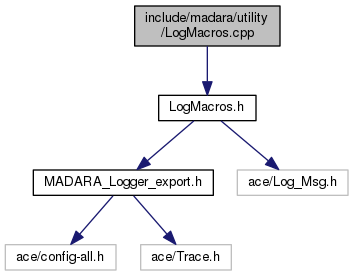 include/madara/utility
/LogMacros.cpp
LogMacros.h
MADARA_Logger_export.h
ace/Log_Msg.h
ace/config-all.h
ace/Trace.h